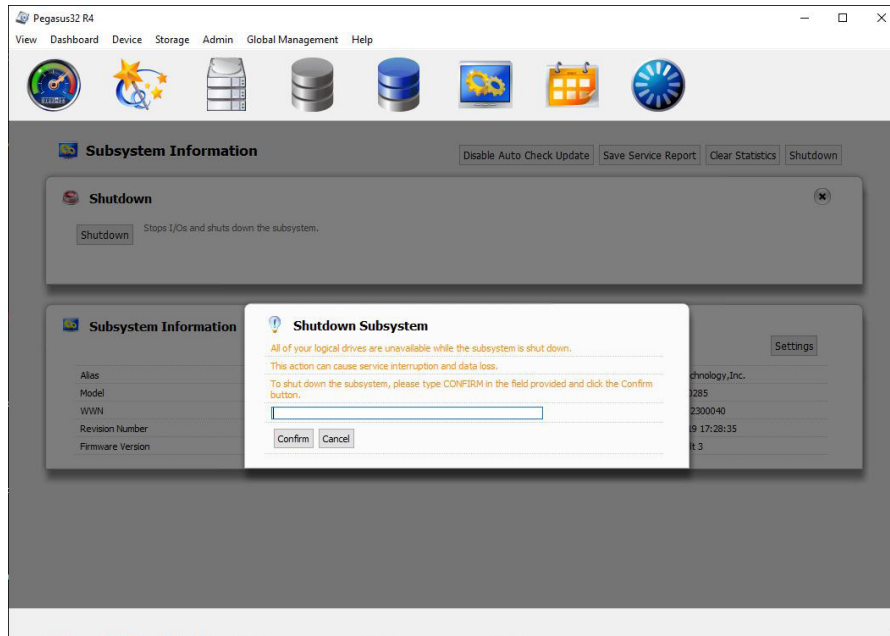 Pegasus32 R4
View Dashboard Device Storage Admin Global Management Help
Subsystem Information
Disable Auto Check Update Save Service Report Clear Statistics Shutdown
Shutdown
Shutdown Stops I/Os and shuts down the subsystem.
Subsystem Information
Settings
Shutdown Subsystem
All of your logical drives are unavailable while the subsystem is shut down.
This action can cause service interruption and data loss.
To shut down the subsystem, please type CONFIRM in the field provided and click the Confirm
button.
Confirm Cancel
Alias
Model
WWN
Revision Number
Firmware Version
chnology,Inc.
0285
2300040
19 17:28:35
it 3